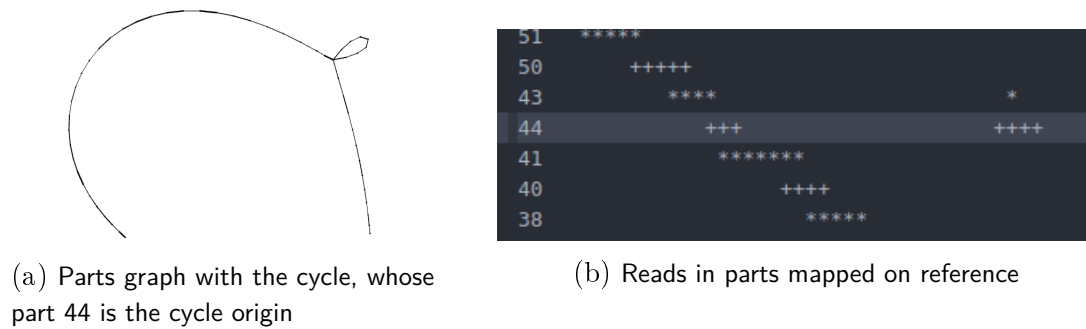 51 *****
50 +++++
43 **** *
44 +++ ++++
41 *******
40 ++++
38 *****
(a) Parts graph with the cycle, whose
part 44 is the cycle origin
(b) Reads in parts mapped on reference